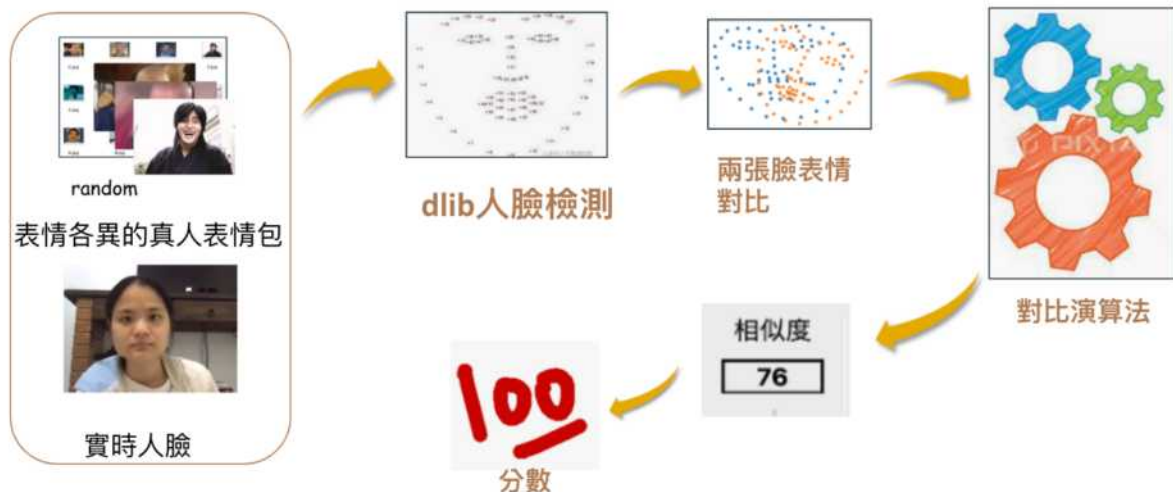 random
表情各異的真人表情包
實時人臉
dlib人臉檢測
兩張臉表情
對比
對比演算法
相似度
76
100
分數